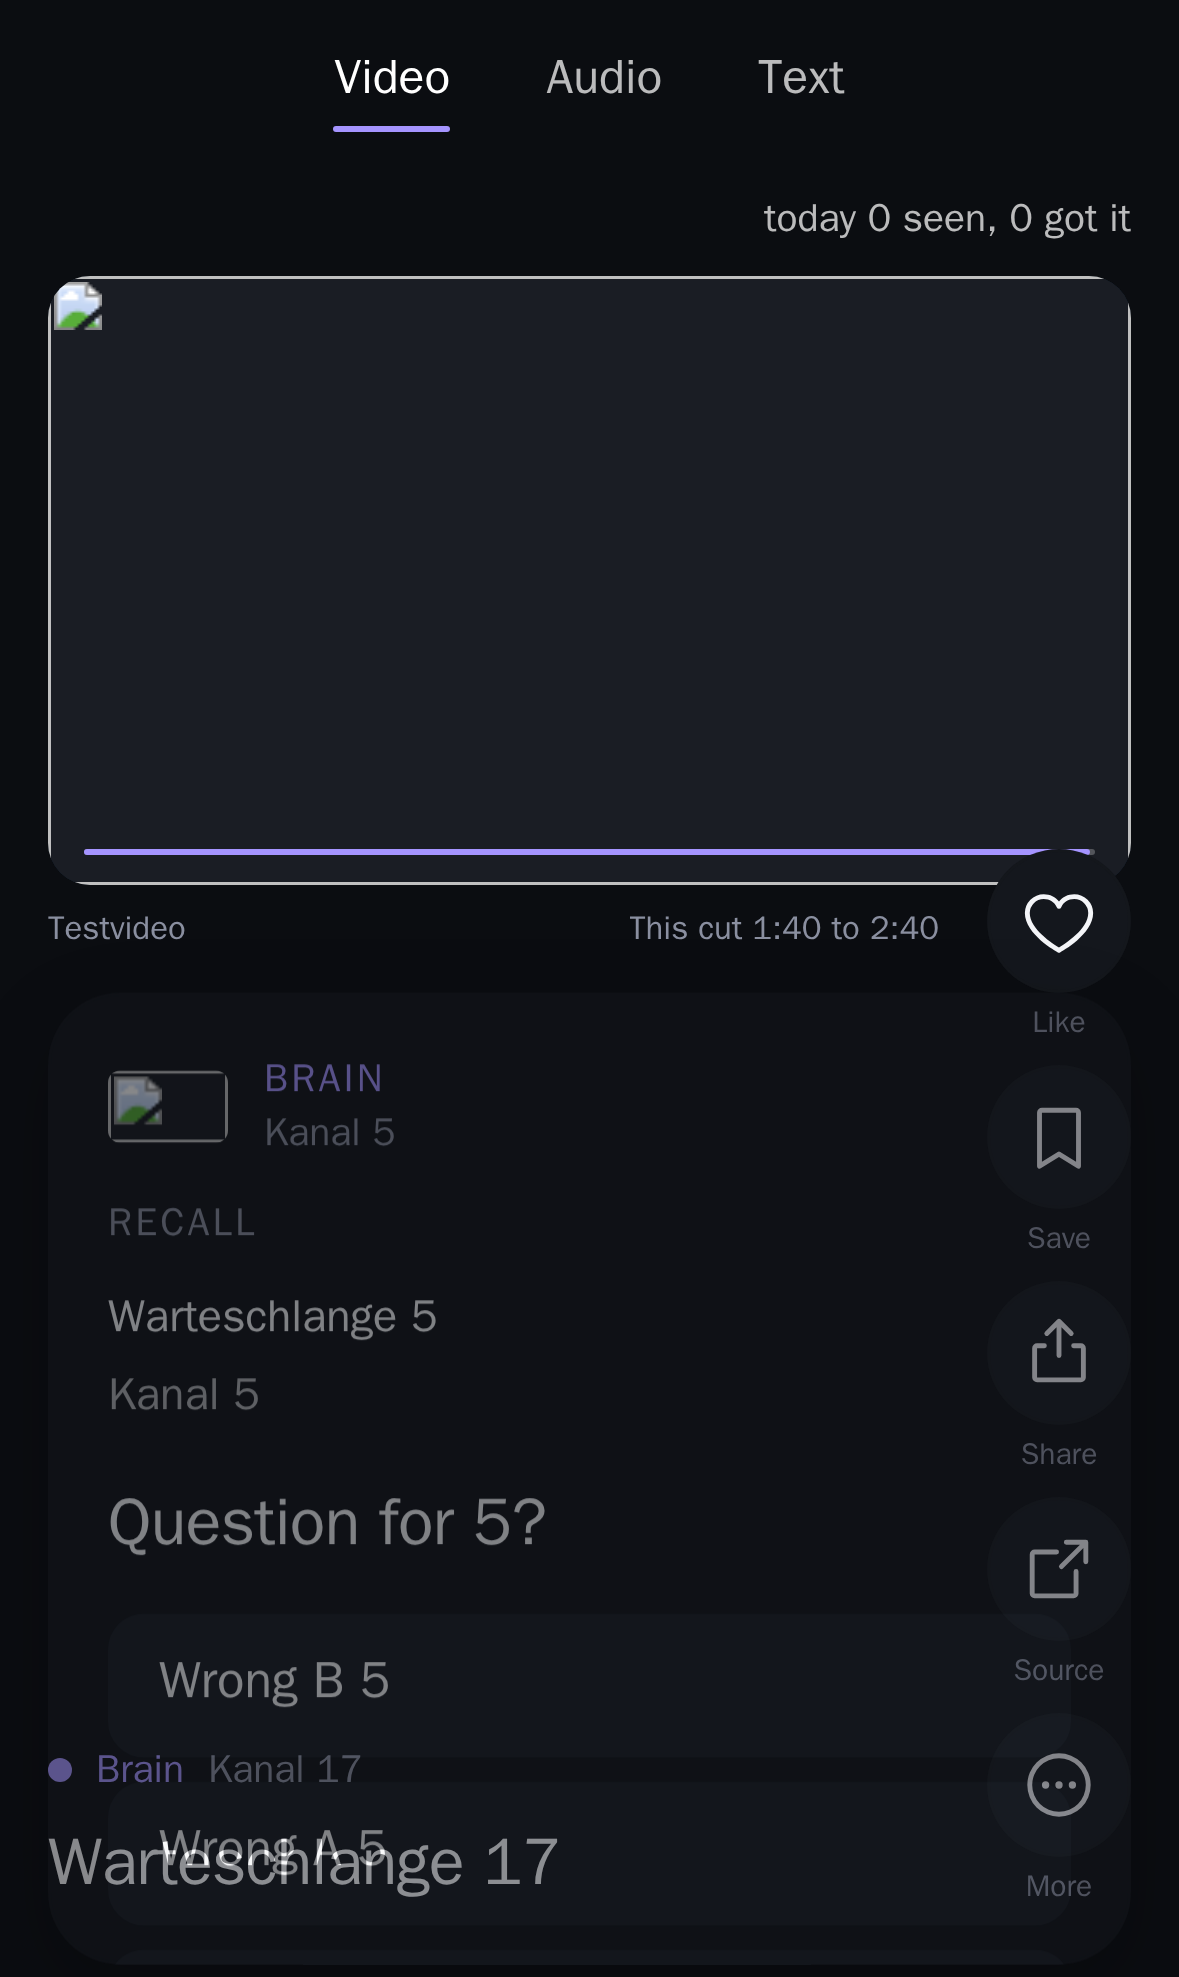 Video Audio Text
today 0 seen, 0 got it
Testvideo This cut 1:40 to 2:40
Like
BRAIN
Kanal 5
RECALL
Save
Warteschlange 5
Kanal 5
Share
Question for 5?
Wrong B 5
Source
Brain Kanal 17
Wrong A 5
Warteschlange 17
More